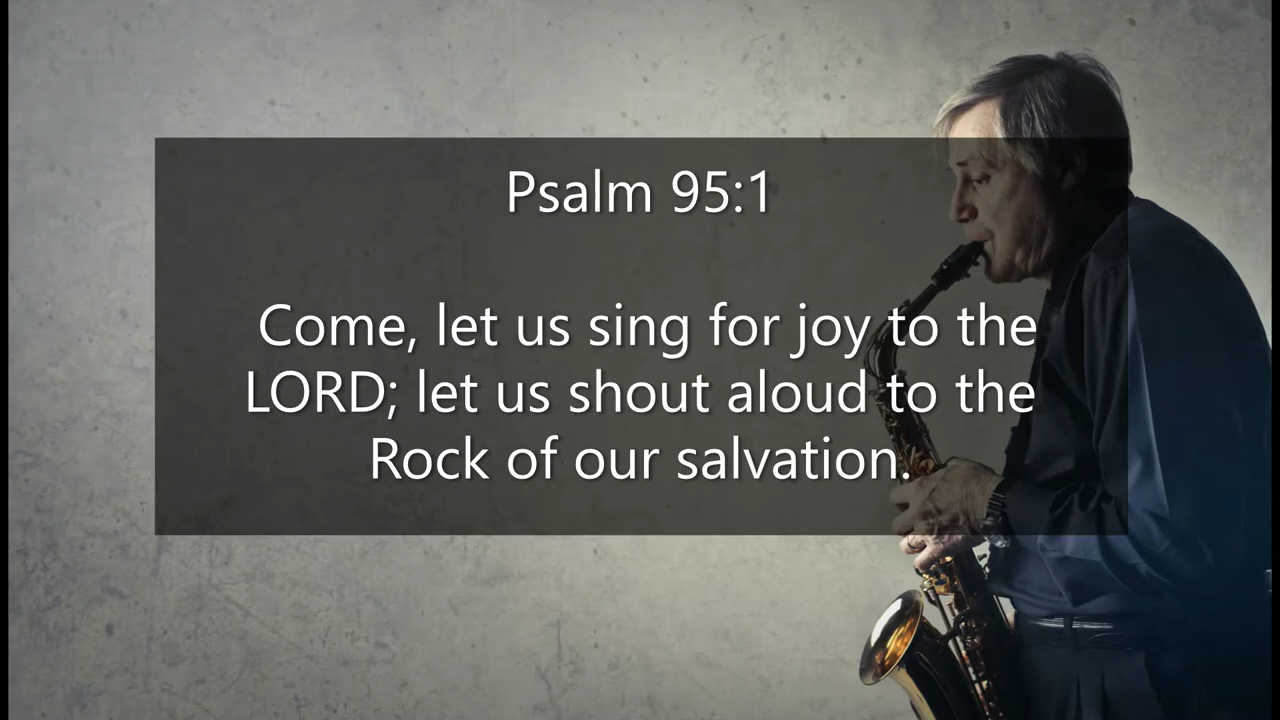 Psalm 95:1
Come, let us sing for joy to the
LORD; let us shout aloud to the
Rock of our salvation.